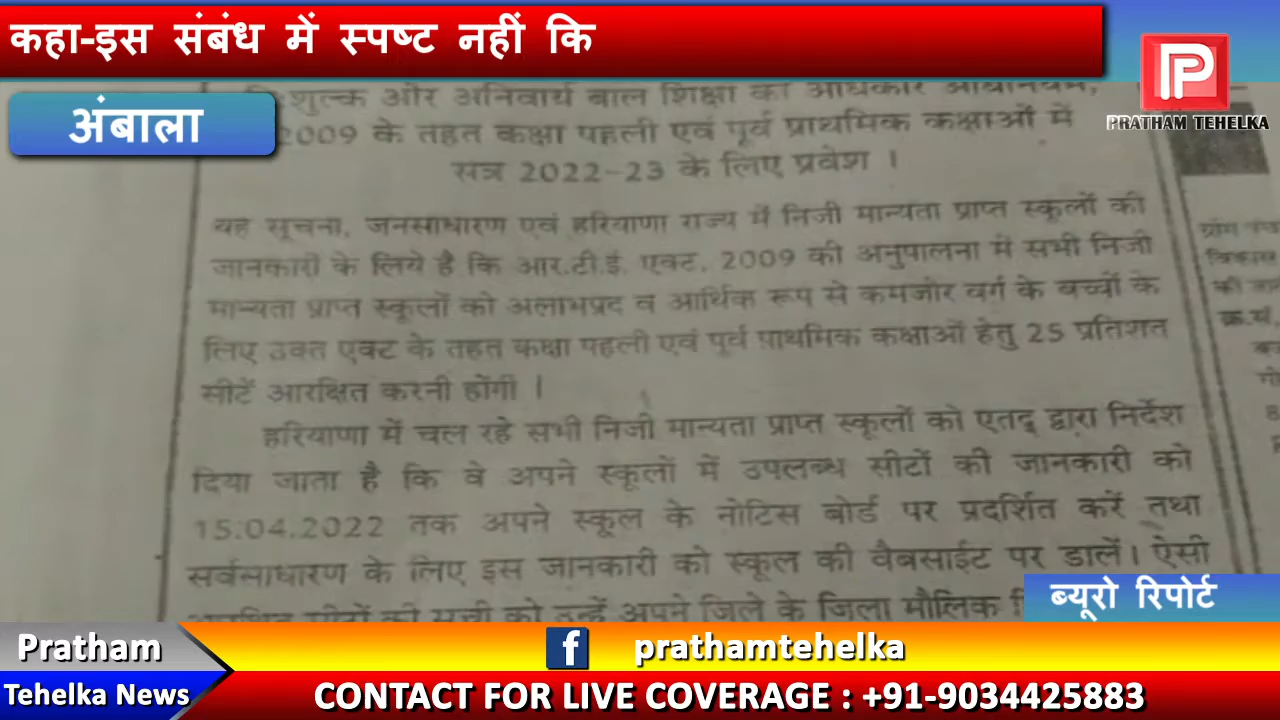 कहा-इस संबंध में स्पष्ट नहीं कि
PRATHAM TEHELKA
अंबाला
शुल्क और अनिवार्य बाल शिक्षा का अधिकार अधिनियम,
2009 के तहत कक्षा पहली एवं पूर्व प्राथमिक कक्षाओं में
सत्र 2022-23 के लिए प्रवेश ।
यह सूचना, जनसाधारण एवं हरियाणा राज्य में निजी मान्यता प्राप्त स्कूलों की
जानकारी के लिये है कि आर.टी.ई. एक्ट, 2009 की अनुपालना में सभी निजी
मान्यता प्राप्त स्कूलों को अलाभप्रद व आर्थिक रूप से कमजोर वर्ग के बच्चों के
लिए उक्त एक्ट के तहत कक्षा पहली एवं पूर्व प्राथमिक कक्षाओं हेतु 25 प्रतिशत
सीटें आरक्षित करनी होंगी ।
हरियाणा में चल रहे सभी निजी मान्यता प्राप्त स्कूलों को एतद् द्वारा निर्देश
दिया जाता है कि वे अपने स्कूलों में उपलब्ध सीटों की जानकारी को
15.04.2022 तक अपने स्कूल के नोटिस बोर्ड पर प्रदर्शित करें तथा
सर्वसाधारण के लिए इस जानकारी को स्कूल की वैबसाईट पर डालें। ऐसी
सीटों की सूची को उन्हें अपने जिले के जिला मौलिक
ग्राम
विकास
की जा
क्र.सं.
ब्यूरो रिपोर्ट
Pratham
Tehelka News
f prathamtehelka
CONTACT FOR LIVE COVERAGE : +91-9034425883